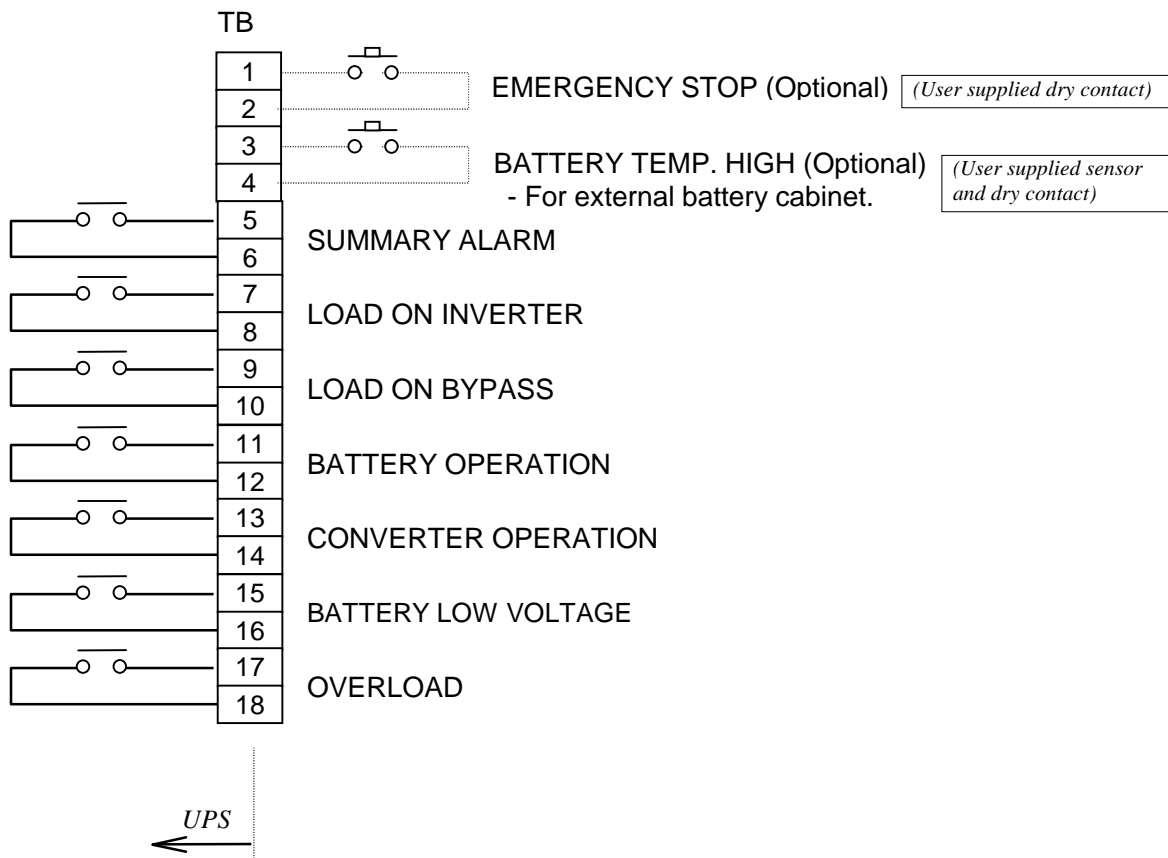 TB
1
2
EMERGENCY STOP (Optional) (User supplied dry contact)
3
4
BATTERY TEMP. HIGH (Optional) (User supplied sensor
- For external battery cabinet. and dry contact)
5
6
SUMMARY ALARM
7
8
LOAD ON INVERTER
9
10
LOAD ON BYPASS
11
12
BATTERY OPERATION
13
14
CONVERTER OPERATION
15
16
BATTERY LOW VOLTAGE
17
18
OVERLOAD
UPS